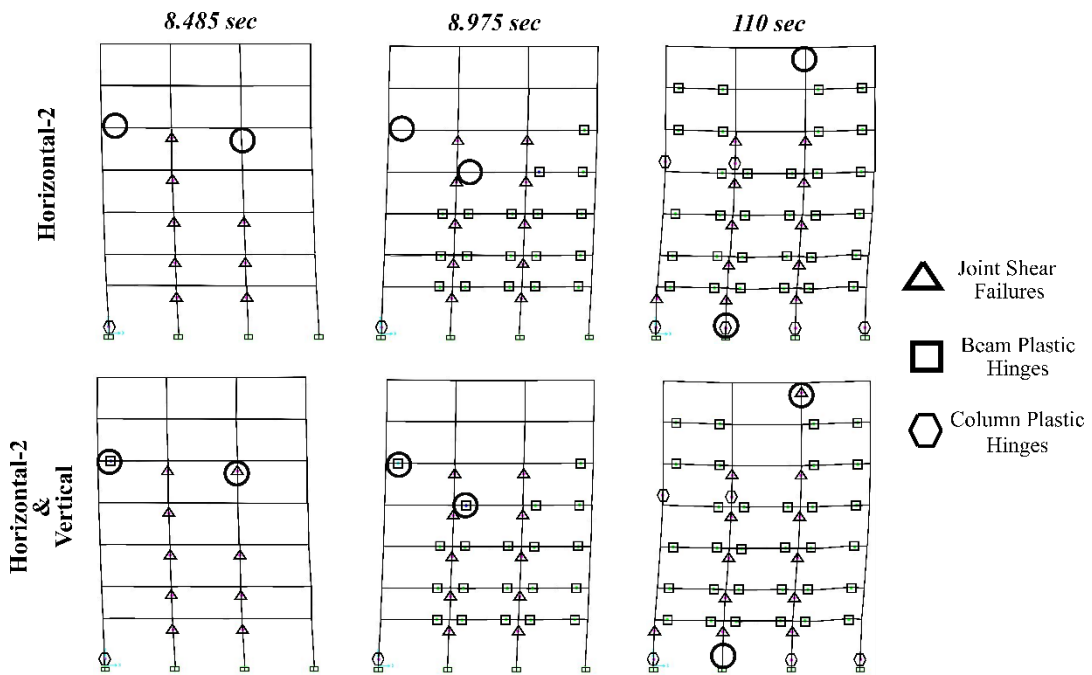 8.485 sec
8.975 sec
110 sec
Horizontal-2
Joint Shear
Failures
Beam Plastic
Hinges
Column Plastic
Hinges
Horizontal-2
&
Vertical